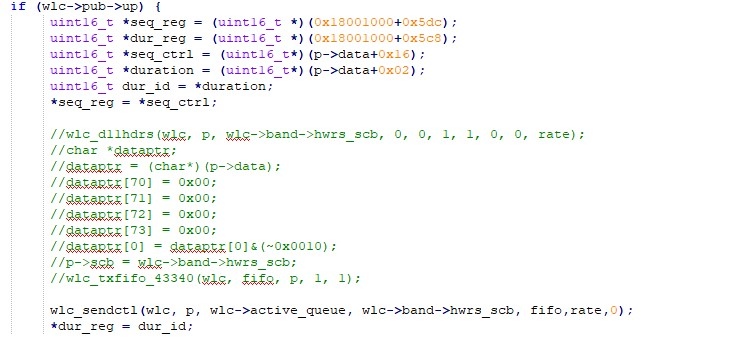 if (wlc->pub->up) {
uint16_t *seq_reg = (uint16_t *)(0x18001000+0x5dc);
uint16_t *dur_reg = (uint16_t *)(0x18001000+0x5c8);
uint16_t *seq_ctrl = (uint16_t*)(p->data+0x16);
uint16_t *duration = (uint16_t*)(p->data+0x02);
uint16_t dur_id = *duration;
*seq_reg = *seq_ctrl;
//wlc_d11hdrs(wlc, p, wlc->band->hwrs_scb, 0, 0, 1, 1, 0, 0, rate);
//char *dataptr;
//dataptr = (char*)(p->data);
//dataptr[70] = 0x00;
//dataptr[71] = 0x00;
//dataptr[72] = 0x00;
//dataptr[73] = 0x00;
//dataptr[0] = dataptr[0]&(~0x0010);
//p->scb = wlc->band->hwrs_scb;
//wlc_txfifo_43340(wlc, fifo, p, 1, 1);
wlc_sendctl(wlc, p, wlc->active_queue, wlc->band->hwrs_scb, fifo,rate,0);
*dur_reg = dur_id;